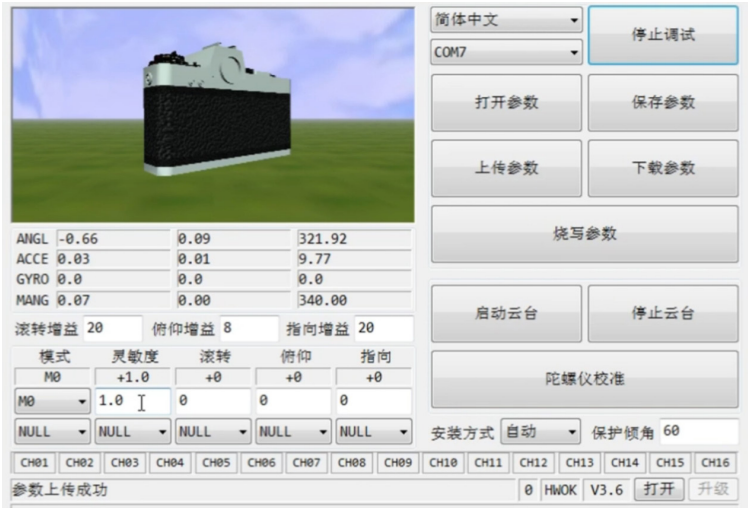 简体中文
停止调试
COM7
打开参数 保存参数
上传参数 下载参数
烧写参数
ANGL -0.66 0.09 321.92
ACCE 0.03 0.01 9.77
GYRO 0.0 0.0 0.0
MANG 0.07 0.00 340.00
启动云台 停止云台
滚转增益 20 俯仰增益 8 指向增益 20
模式 灵敏度 滚转 俯仰 指向
M0 +1.0 +0 +0 +0
陀螺仪校准
M0 1.0 0 0 0
NULL NULL NULL NULL NULL
安装方式 自动 保护倾角 60
CH01 CH02 CH03 CH04 CH05 CH06 CH07 CH08 CH09 CH10 CH11 CH12 CH13 CH14 CH15 CH16
参数上传成功 0 HWOK V3.6 打开 升级